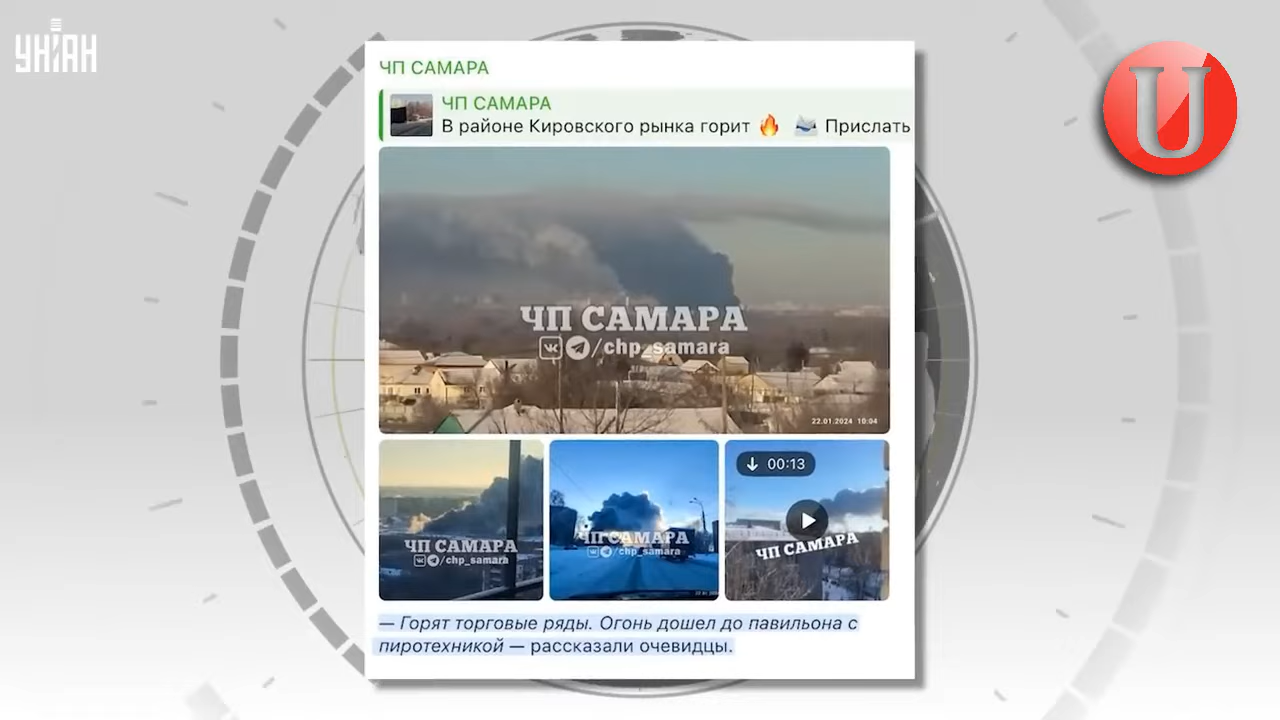 УНІАН
U
ЧП САМАРА
ЧП САМАРА
В районе Кировского рынка горит 🔥 📨 Прислать
ЧП САМАРА
/chp_samara
22.01.2024 10:04
00:13
ЧП САМАРА
/chp_samara
ЧП САМАРА
/chp_samara
ЧП САМАРА
— Горят торговые ряды. Огонь дошел до павильона с
пиротехникой — рассказали очевидцы.